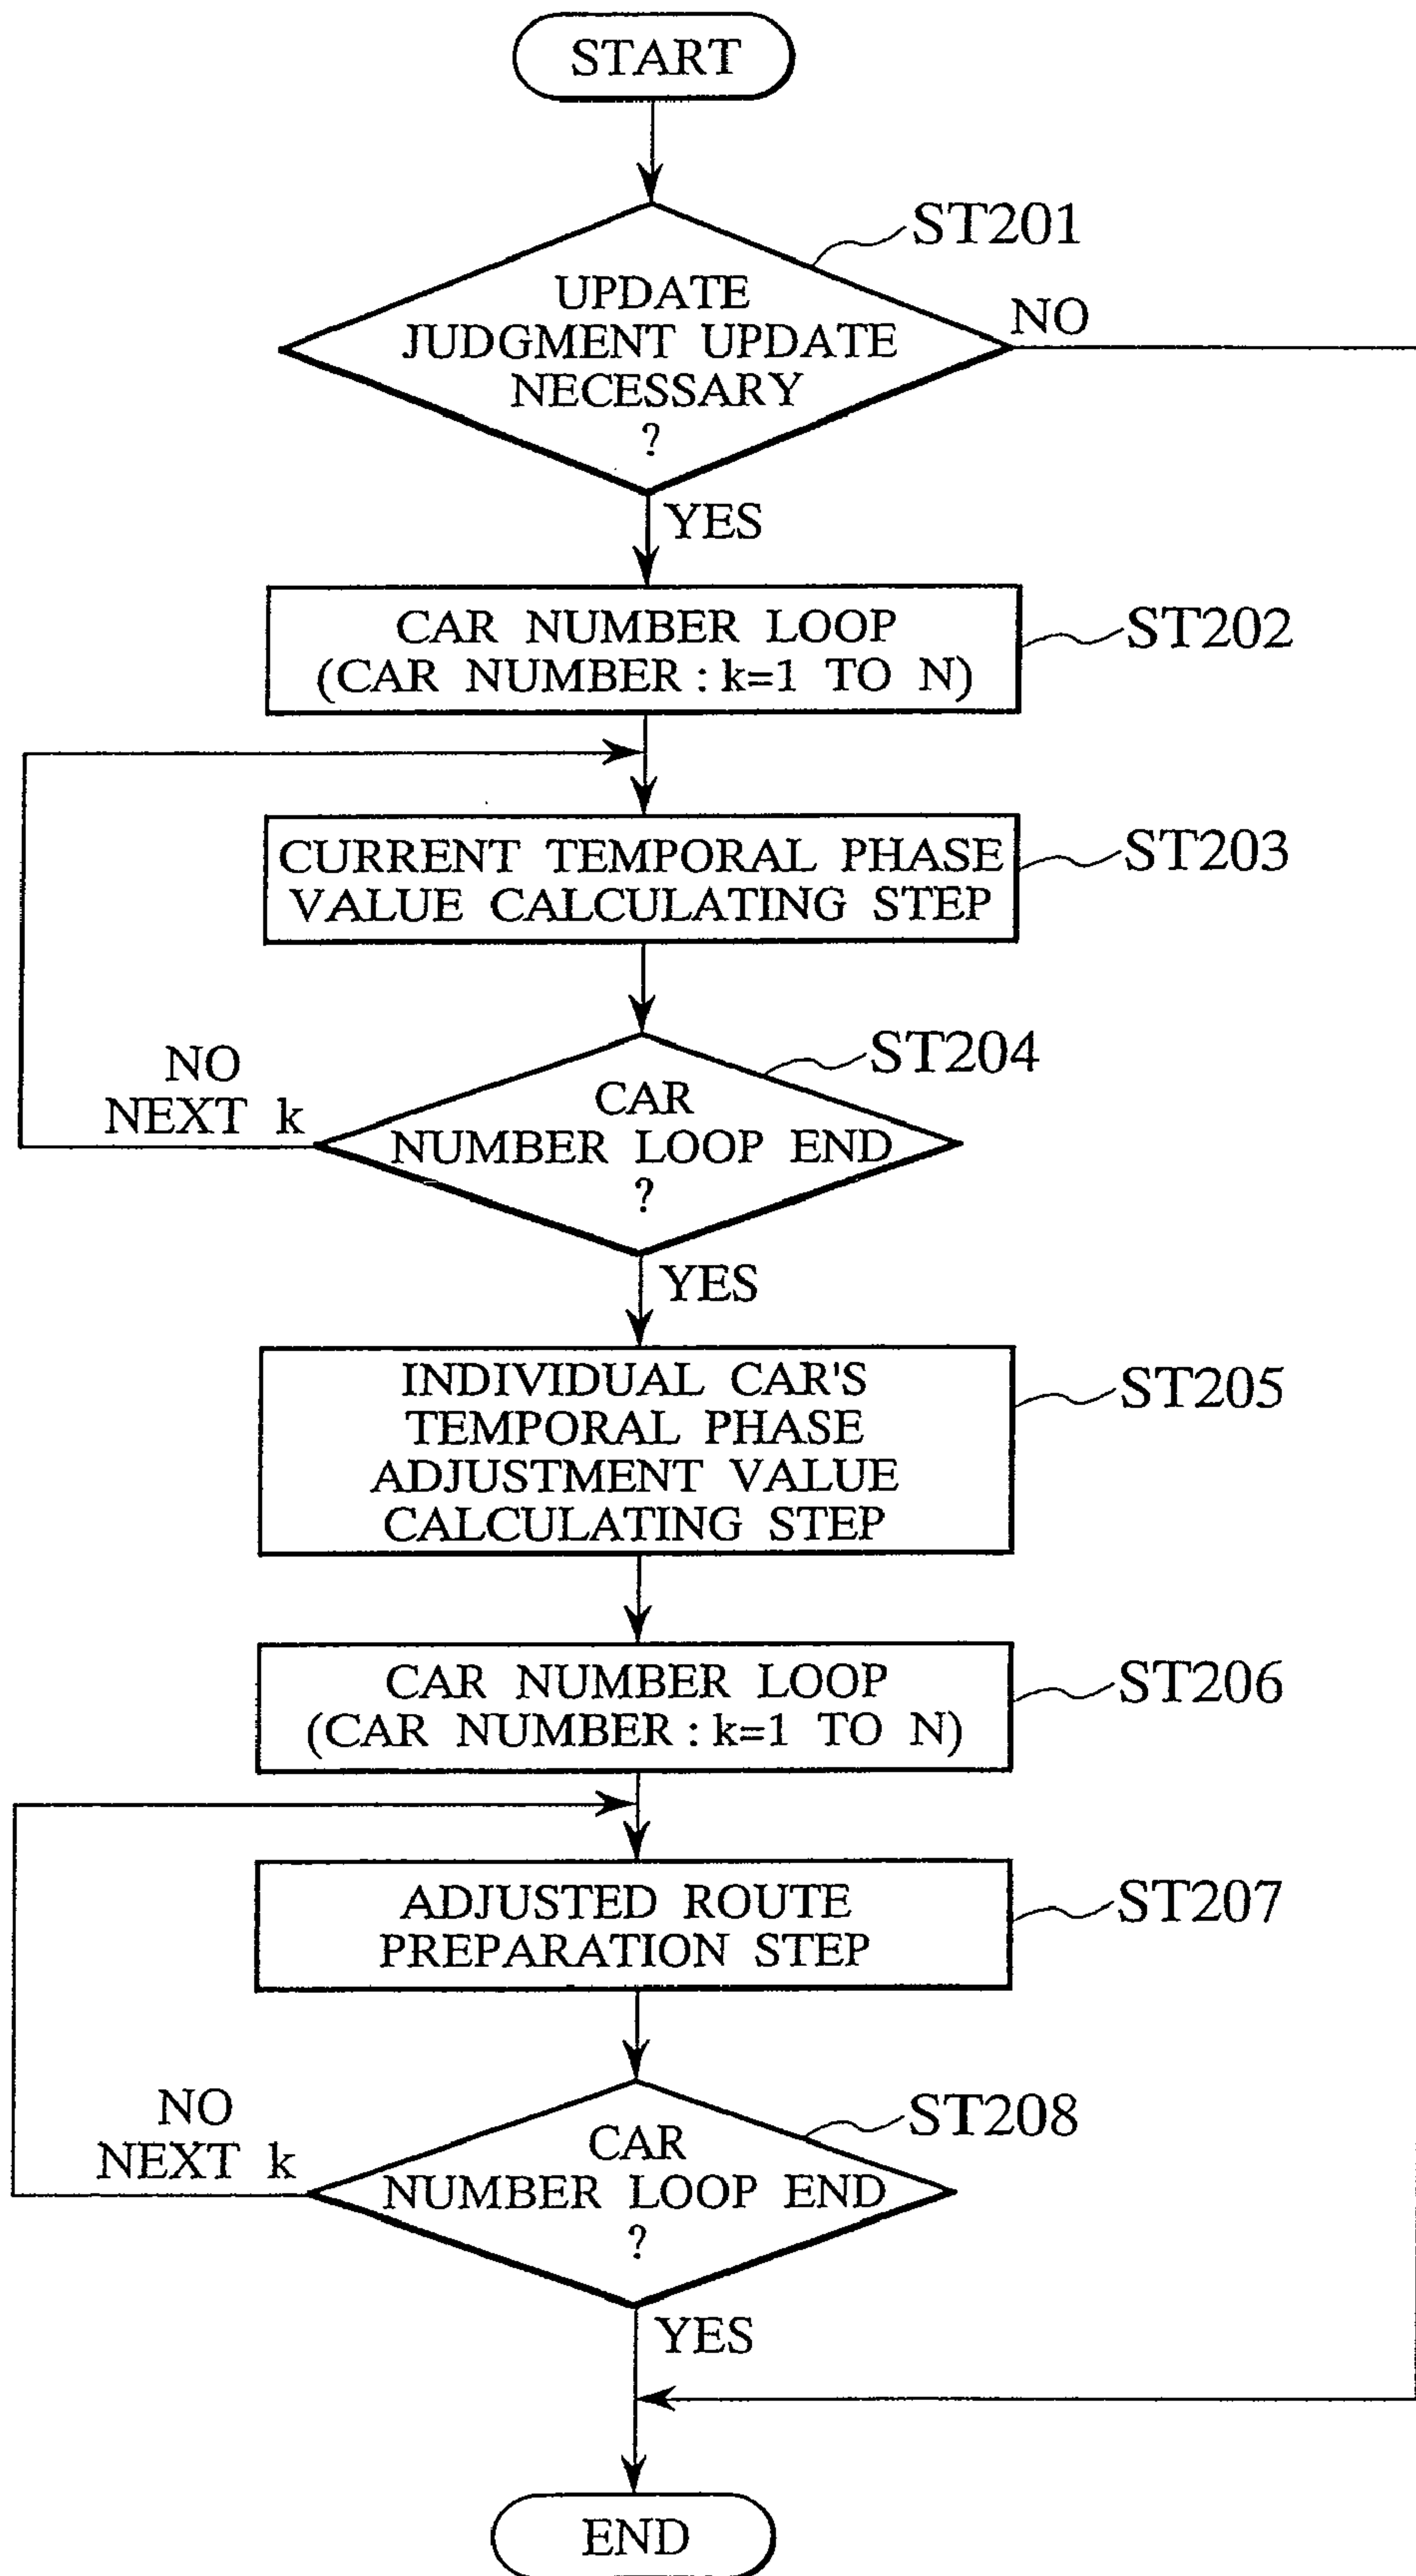 START
ST201
UPDATE
JUDGMENT UPDATE
NECESSARY
?
NO
YES
CAR NUMBER LOOP
(CAR NUMBER : k=1 TO N)
ST202
CURRENT TEMPORAL PHASE
VALUE CALCULATING STEP
ST203
ST204
CAR
NUMBER LOOP END
?
NO
NEXT k
YES
INDIVIDUAL CAR'S
TEMPORAL PHASE
ADJUSTMENT VALUE
CALCULATING STEP
ST205
CAR NUMBER LOOP
(CAR NUMBER : k=1 TO N)
ST206
ADJUSTED ROUTE
PREPARATION STEP
ST207
ST208
CAR
NUMBER LOOP END
?
NO
NEXT k
YES
END